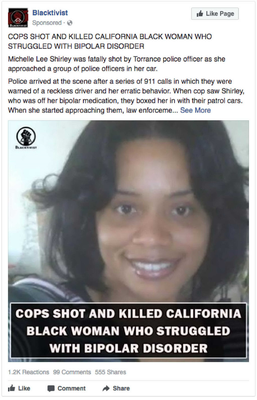 Blacktivist
Sponsored ·
Like Page
COPS SHOT AND KILLED CALIFORNIA BLACK WOMAN WHO
STRUGGLED WITH BIPOLAR DISORDER
Michelle Lee Shirley was fatally shot by Torrance police officer as she
approached a group of police officers in her car.
Police arrived at the scene after a series of 911 calls in which they were
warned of a reckless driver and her erratic behavior. When cop saw Shirley,
who was off her bipolar medication, they boxed her in with their patrol cars.
When she started approaching them, law enforceme... See More
BLACKTIVIST
COPS SHOT AND KILLED CALIFORNIA
BLACK WOMAN WHO STRUGGLED
WITH BIPOLAR DISORDER
1.2K Reactions 99 Comments 555 Shares
Like Comment Share